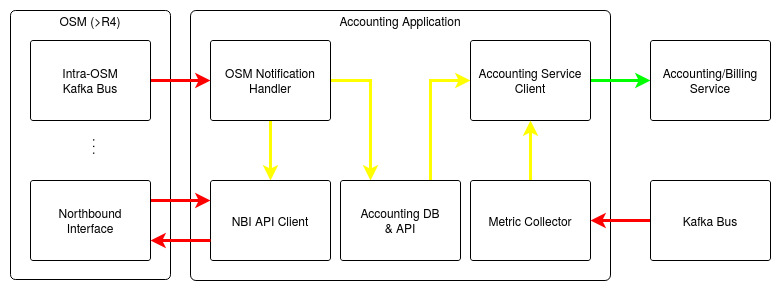 OSM (>R4)
Accounting Application
Intra-OSM
Kafka Bus
OSM Notification
Handler
Accounting Service
Client
Accounting/Billing
Service
Northbound
Interface
NBI API Client
Accounting DB
& API
Metric Collector
Kafka Bus